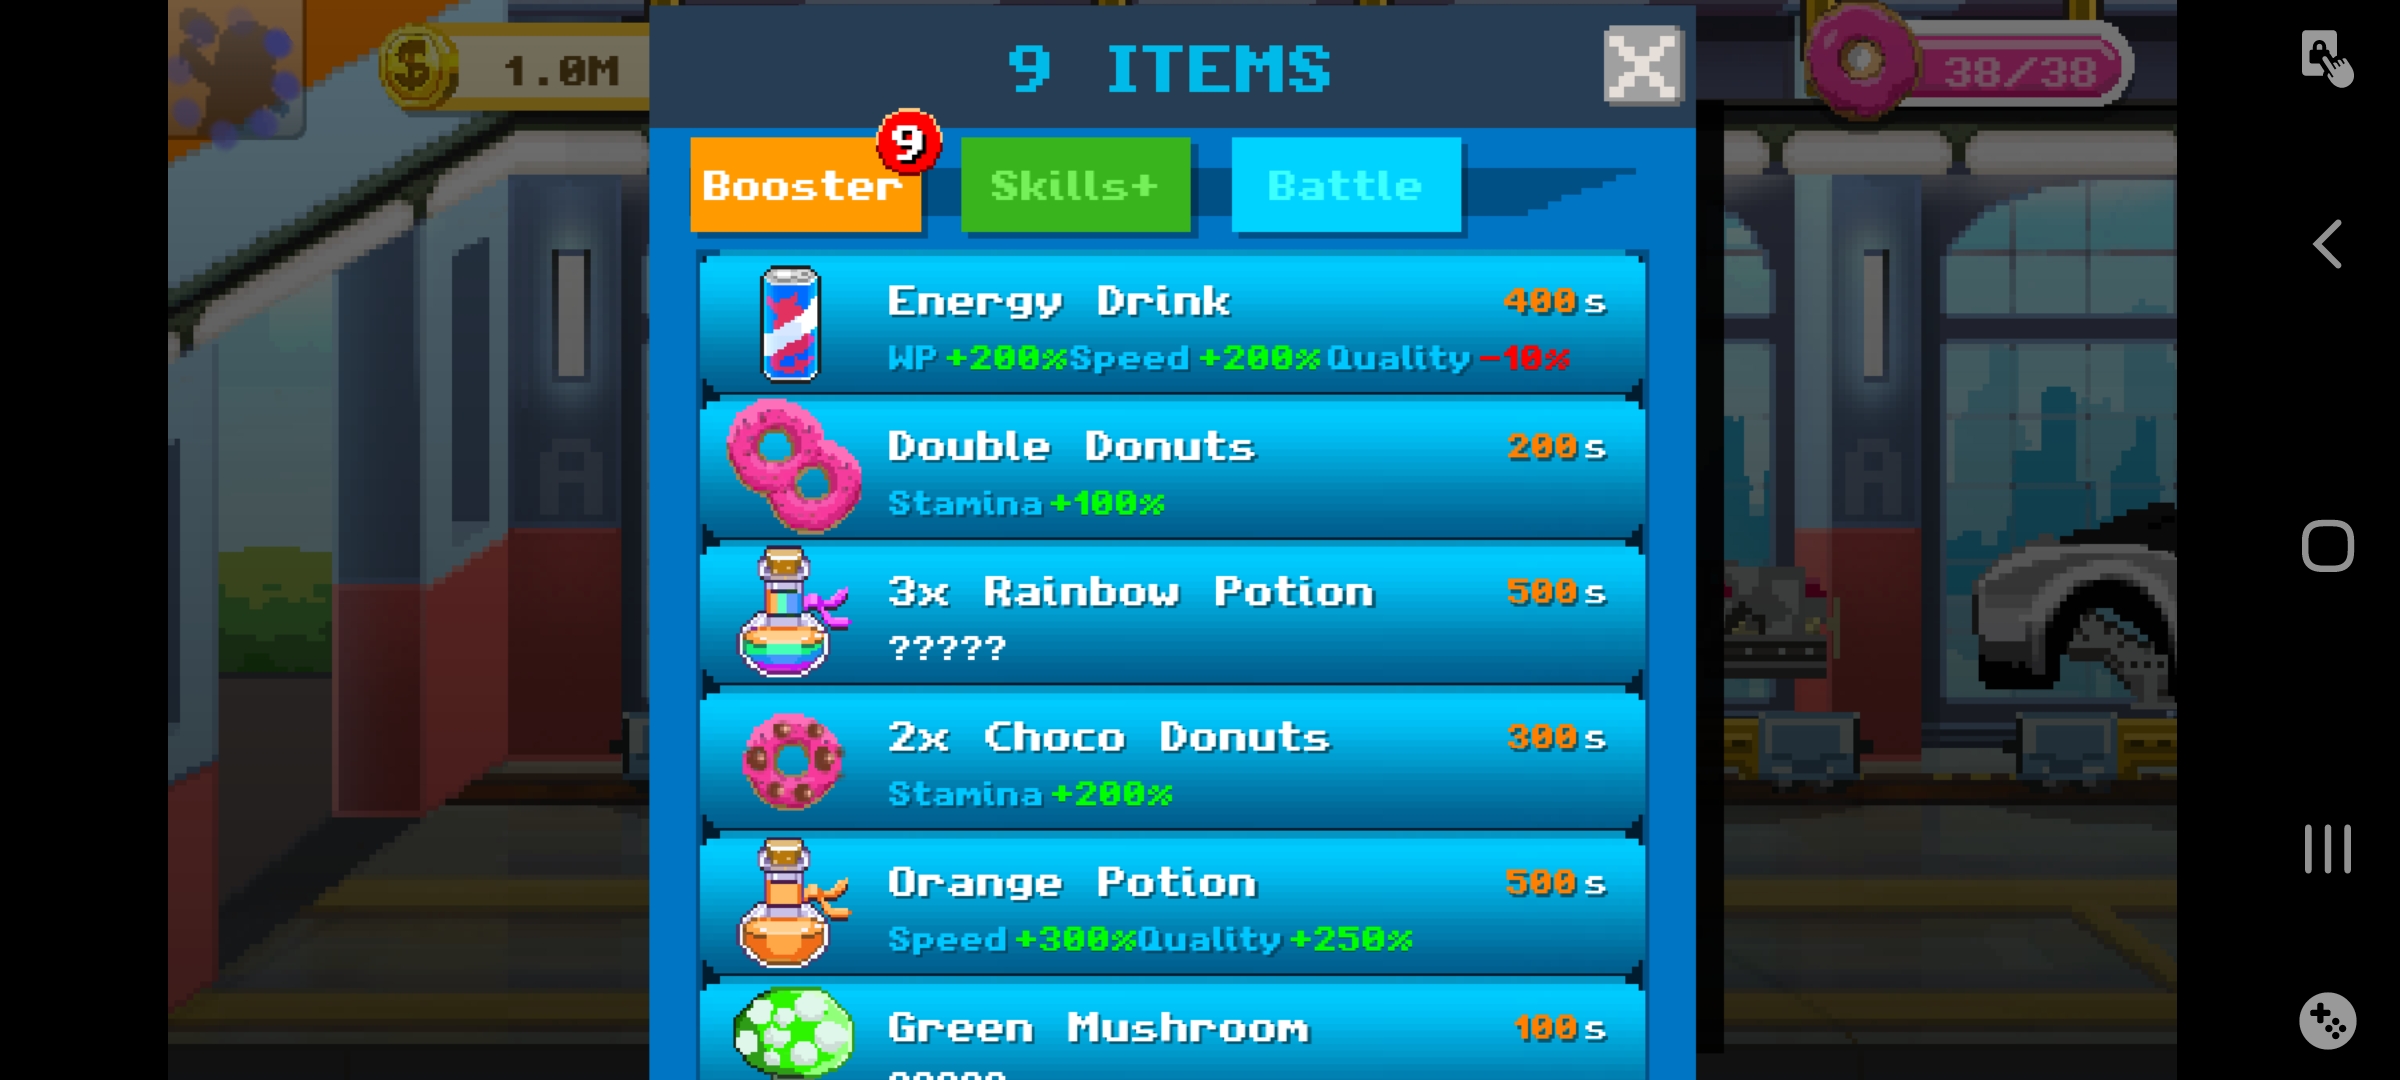 1.0M
9 ITEMS
38/38
9
Booster
Skills+
Battle
Energy Drink 400s
WP +200% Speed +200% Quality -10%
Double Donuts 200s
Stamina +100%
3x Rainbow Potion 500s
?????
2x Choco Donuts 300s
Stamina +200%
Orange Potion 500s
Speed +300% Quality +250%
Green Mushroom 100s
?????
A
A